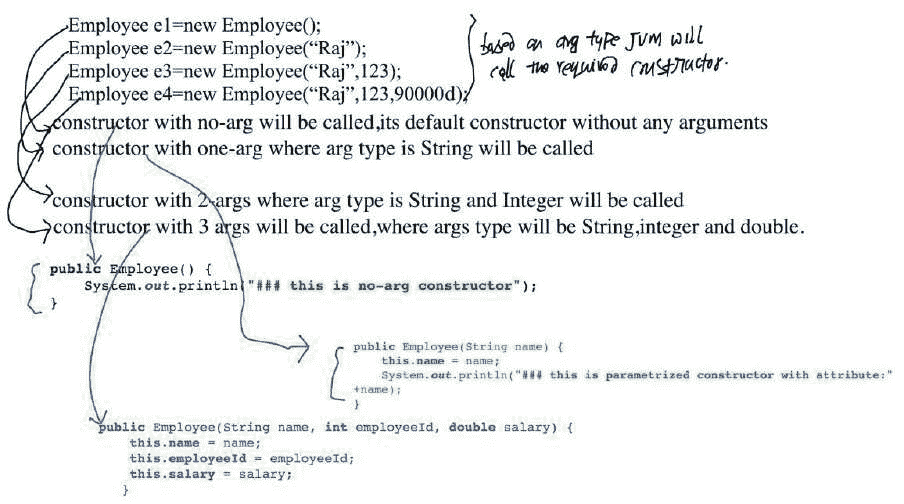 Employee e1=new Employee();
Employee e2=new Employee(“Raj”);
Employee e3=new Employee(“Raj”,123);
Employee e4=new Employee(“Raj”,123,90000d);
based on arg type JVM will
call the required constructor.
constructor with no-arg will be called,its default constructor without any arguments
constructor with one-arg where arg type is String will be called
constructor with 2-args where arg type is String and Integer will be called
constructor with 3 args will be called,where args type will be String,integer and double.
public Employee() {
System.out.println("### this is no-arg constructor");
}
public Employee(String name) {
this.name = name;
System.out.println("### this is parametrized constructor with attribute:"
+name);
}
public Employee(String name, int employeeId, double salary) {
this.name = name;
this.employeeId = employeeId;
this.salary = salary;
}